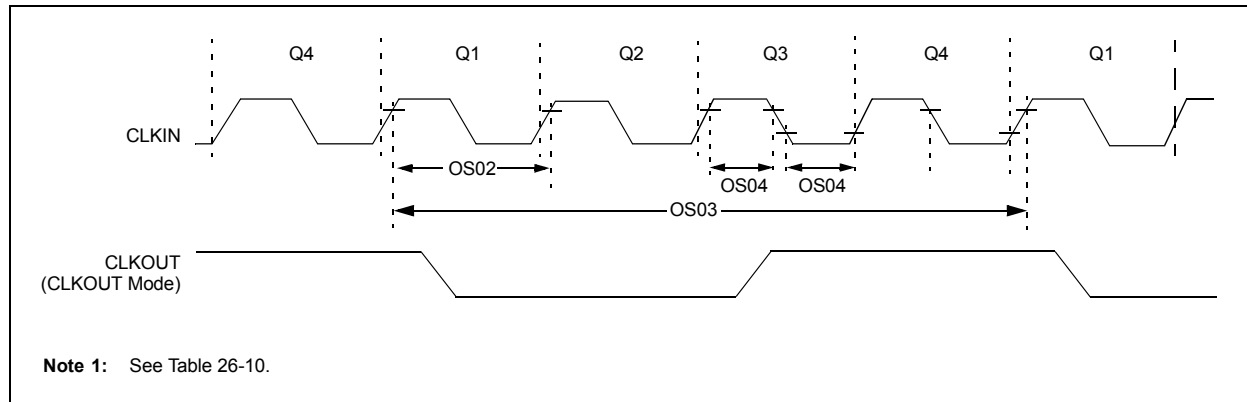 Q4 Q1 Q2 Q3 Q4 Q1
CLKIN
OS02
OS04 OS04
OS03
CLKOUT
(CLKOUT Mode)
Note 1: See Table 26-10.